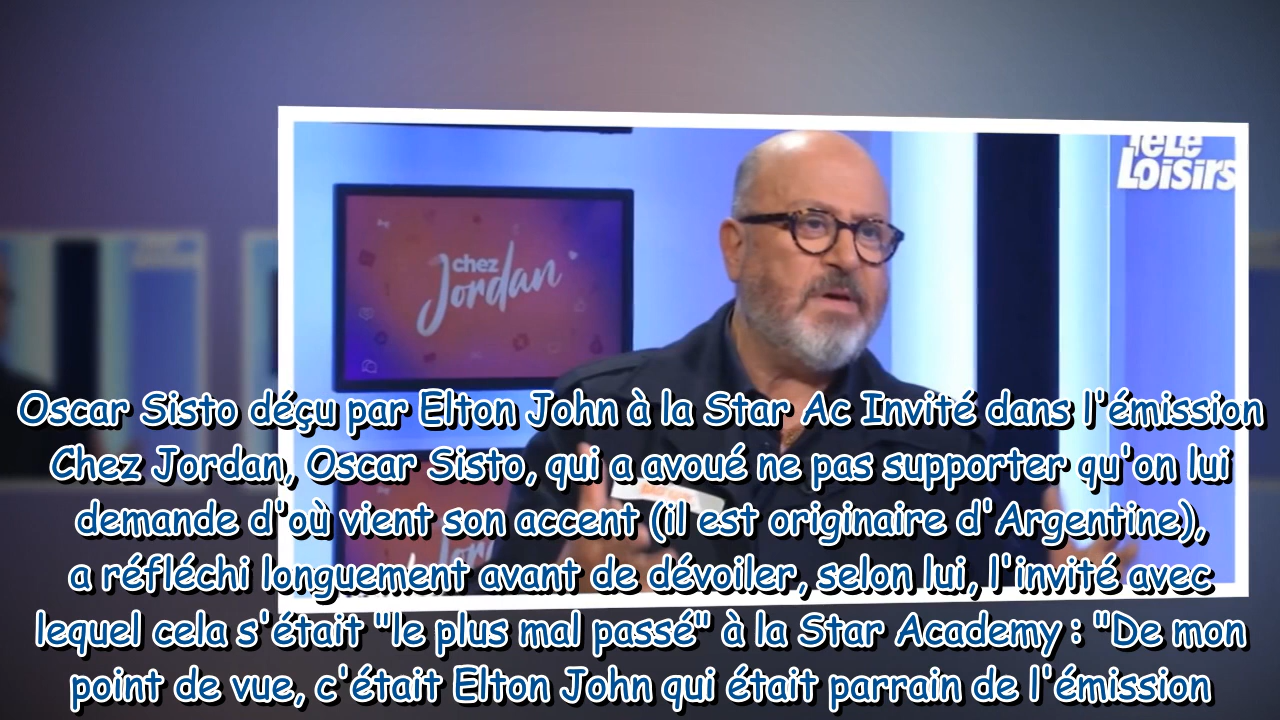 TéLé
Loisirs
chez
Jordan
Oscar Sisto déçu par Elton John à la Star Ac Invité dans l'émission
Chez Jordan, Oscar Sisto, qui a avoué ne pas supporter qu'on lui
demande d'où vient son accent (il est originaire d'Argentine),
a réfléchi longuement avant de dévoiler, selon lui, l'invité avec
lequel cela s'était "le plus mal passé" à la Star Academy : "De mon
point de vue, c'était Elton John qui était parrain de l'émission